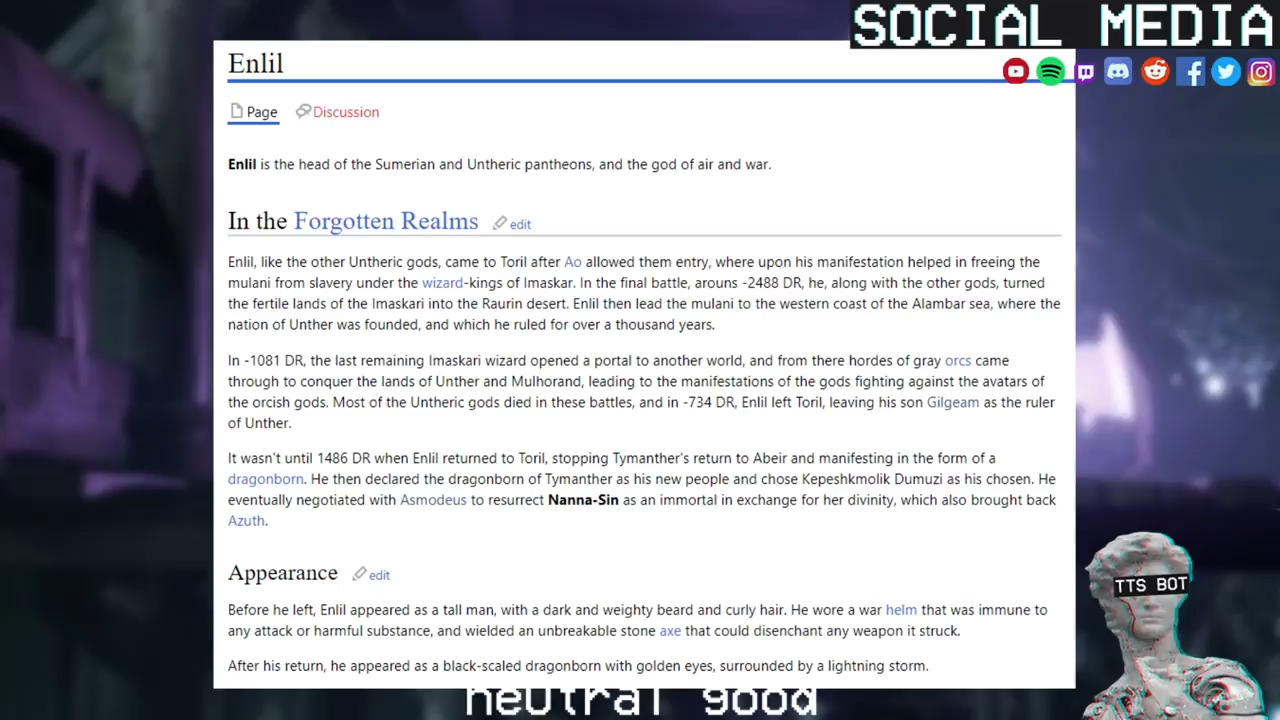 SOCIAL MEDIA
Enlil
Page Discussion
Enlil is the head of the Sumerian and Untheric pantheons, and the god of air and war.
In the Forgotten Realms edit
Enlil, like the other Untheric gods, came to Toril after Ao allowed them entry, where upon his manifestation helped in freeing the
mulani from slavery under the wizard-kings of Imaskar. In the final battle, arouns -2488 DR, he, along with the other gods, turned
the fertile lands of the Imaskari into the Raurin desert. Enlil then lead the mulani to the western coast of the Alambar sea, where the
nation of Unther was founded, and which he ruled for over a thousand years.
In -1081 DR, the last remaining Imaskari wizard opened a portal to another world, and from there hordes of gray orcs came
through to conquer the lands of Unther and Mulhorand, leading to the manifestations of the gods fighting against the avatars of
the orcish gods. Most of the Untheric gods died in these battles, and in -734 DR, Enlil left Toril, leaving his son Gilgeam as the ruler
of Unther.
It wasn't until 1486 DR when Enlil returned to Toril, stopping Tymanther's return to Abeir and manifesting in the form of a
dragonborn. He then declared the dragonborn of Tymanther as his new people and chose Kepeshkmolik Dumuzi as his chosen. He
eventually negotiated with Asmodeus to resurrect Nanna-Sin as an immortal in exchange for her divinity, which also brought back
Azuth.
Appearance edit
Before he left, Enlil appeared as a tall man, with a dark and weighty beard and curly hair. He wore a war helm that was immune to
any attack or harmful substance, and wielded an unbreakable stone axe that could disenchant any weapon it struck.
After his return, he appeared as a black-scaled dragonborn with golden eyes, surrounded by a lightning storm.
TTS BOT
neutral good